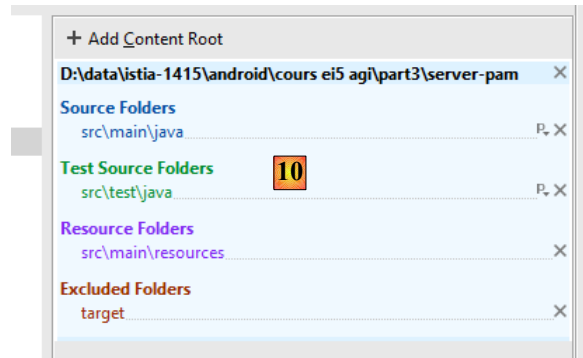 + Add Content Root
D:\data\istia-1415\android\cours ei5 agi\part3\server-pam
Source Folders
src\main\java
Test Source Folders
10
src\test\java
Resource Folders
src\main\resources
Excluded Folders
target